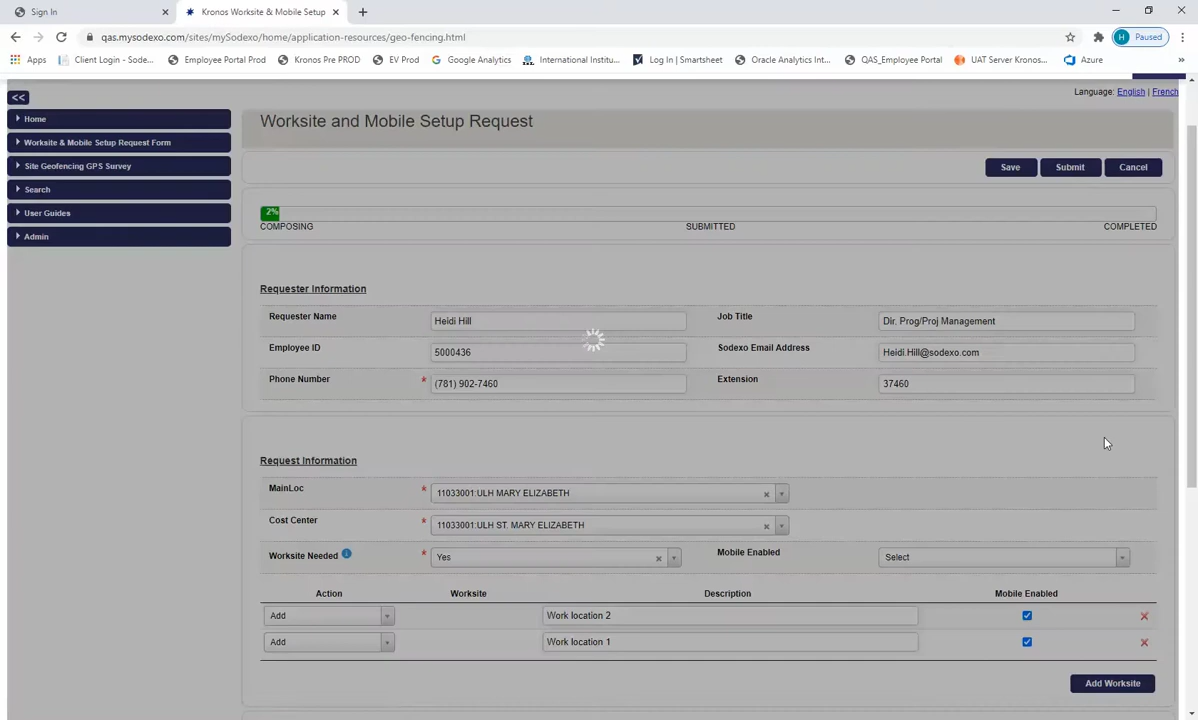 Sign In
Kronos Worksite & Mobile Setup
qas.mysodexo.com/sites/mySodexo/home/application-resources/geo-fencing.html
H Paused
Apps Client Login - Sode... Employee Portal Prod Kronos Pre PROD EV Prod Google Analytics International Institu... Log In | Smartsheet Oracle Analytics Int... QAS_Employee Portal UAT Server Kronos... Azure
Language: English | French
<<
Home
Worksite & Mobile Setup Request Form
Site Geofencing GPS Survey
Search
User Guides
Admin
Worksite and Mobile Setup Request
Save Submit Cancel
2%
COMPOSING SUBMITTED COMPLETED
Requester Information
Requester Name Heidi Hill Job Title Dir. Prog/Proj Management
Employee ID 5000436 Sodexo Email Address Heidi.Hill@sodexo.com
Phone Number * (781) 902-7460 Extension 37460
Request Information
MainLoc * 11033001:ULH MARY ELIZABETH
Cost Center * 11033001:ULH ST. MARY ELIZABETH
Worksite Needed * Yes Mobile Enabled Select
Action Worksite Description Mobile Enabled
Add Work location 2
Add Work location 1
Add Worksite